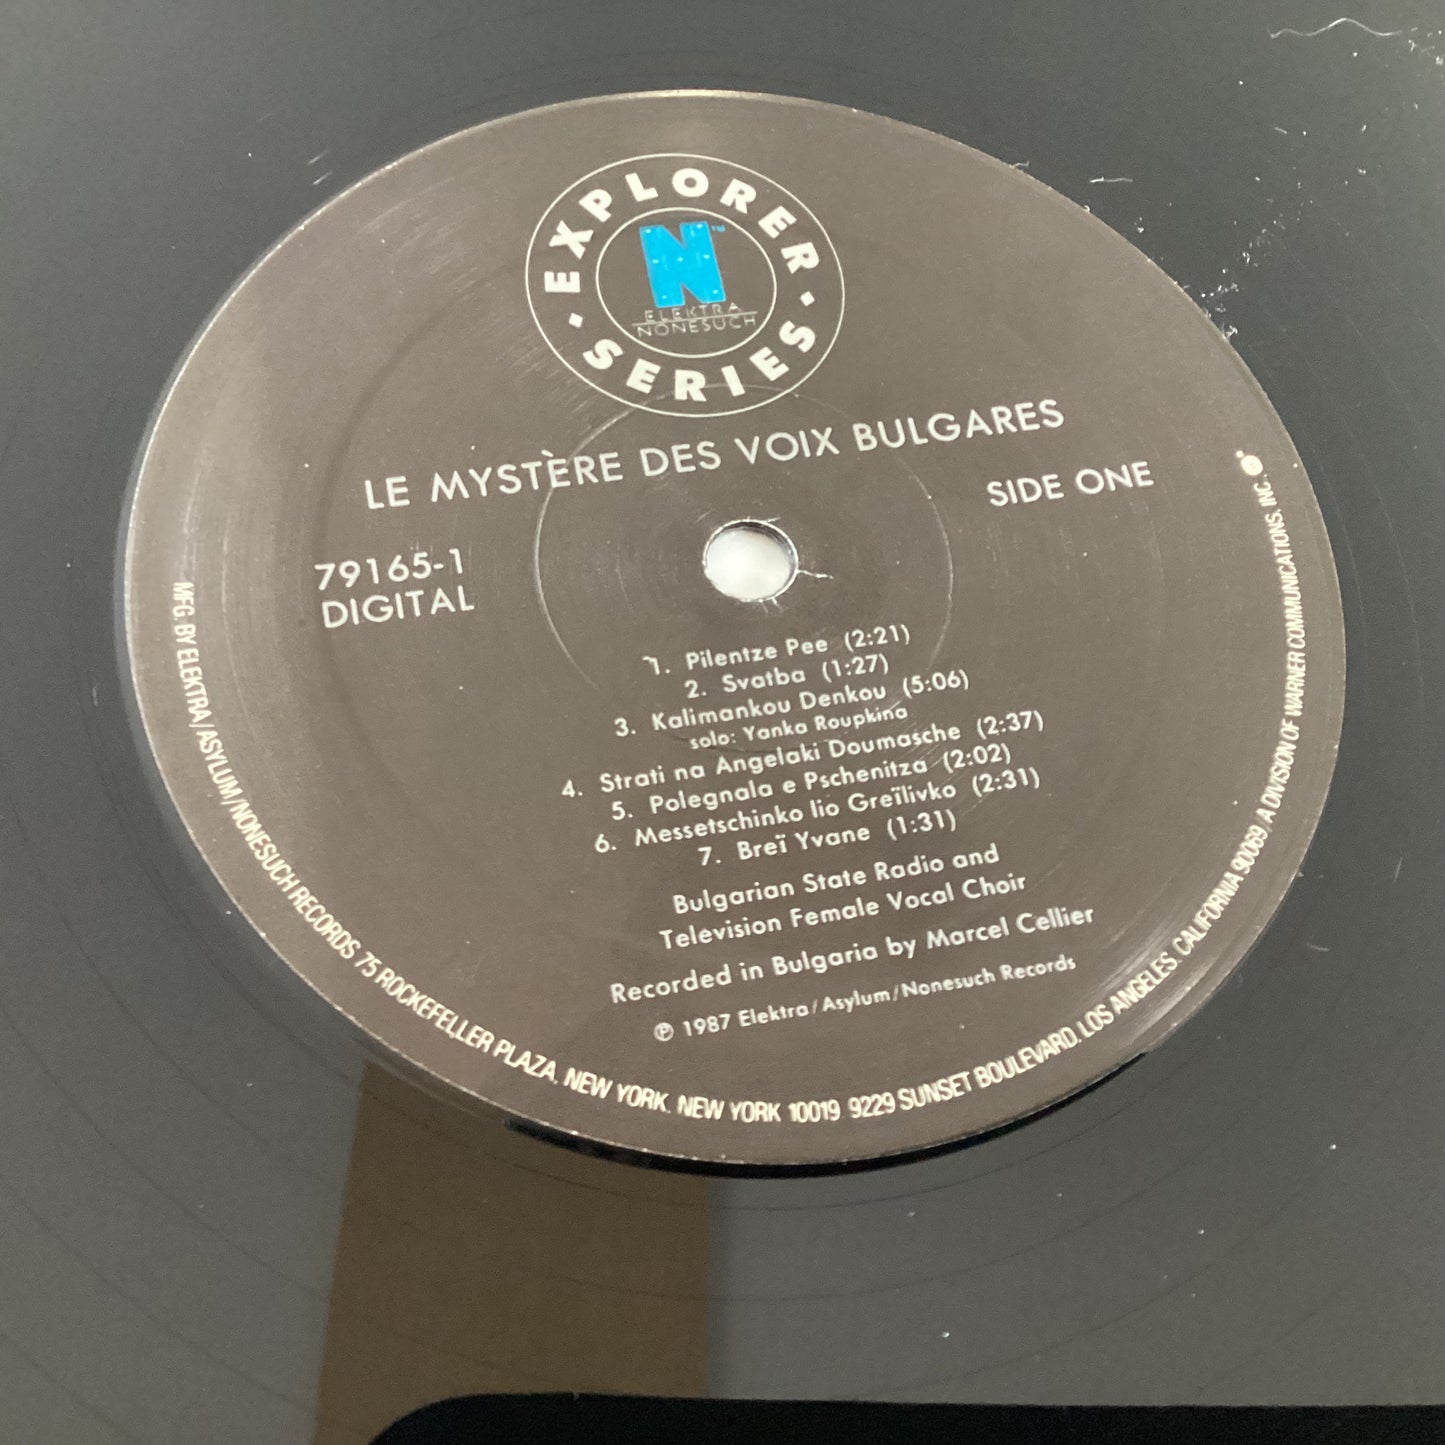 · EXPLORER ·
SERIES
N™
ELEKTRA
NONESUCH
LE MYSTÈRE DES VOIX BULGARES
SIDE ONE
79165-1
DIGITAL
1. Pilentze Pee (2:21)
2. Svatba (1:27)
3. Kalimankou Denkou (5:06)
solo: Yanka Roupkina
4. Strati na Angelaki Doumasche (2:37)
5. Polegnala e Pschenitza (2:02)
6. Messetschinko lio Greïlivko (2:31)
7. Breï Yvane (1:31)
Bulgarian State Radio and
Television Female Vocal Choir
Recorded in Bulgaria by Marcel Cellier
℗ 1987 Elektra/Asylum/Nonesuch Records
MFG. BY ELEKTRA/ASYLUM/NONESUCH RECORDS, 75 ROCKEFELLER PLAZA, NEW YORK, NEW YORK 10019 9229 SUNSET BOULEVARD, LOS ANGELES, CALIFORNIA 90069, A DIVISION OF WARNER COMMUNICATIONS, INC.